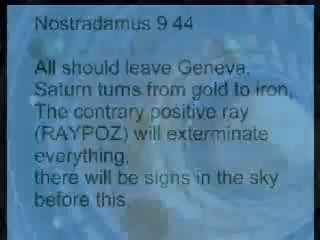 Nostradamus 9 44
All should leave Geneva.
Saturn turns from gold to iron,
The contrary positive ray
(RAYPOZ) will exterminate
everything,
there will be signs in the sky
before this.